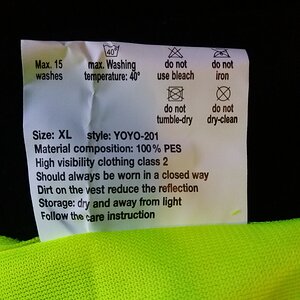 40°
Max. 15 washes
max. Washing temperature: 40°
do not use bleach
do not iron
do not tumble-dry
do not dry-clean
Size: XL style: YOYO-201
Material composition: 100% PES
High visibility clothing class 2
Should always be worn in a closed way
Dirt on the vest reduce the reflection
Storage: dry and away from light
Follow the care instruction